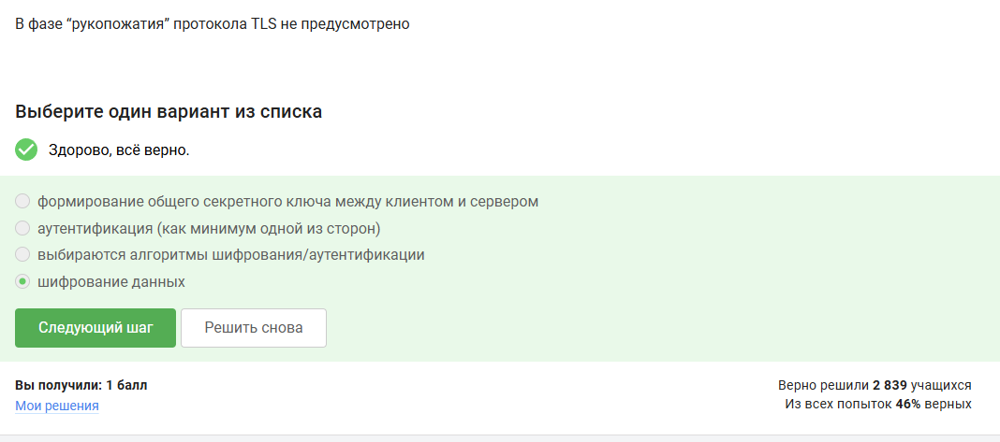 В фазе “рукопожатия” протокола TLS не предусмотрено
Выберите один вариант из списка
Здорово, всё верно.
формирование общего секретного ключа между клиентом и сервером
аутентификация (как минимум одной из сторон)
выбираются алгоритмы шифрования/аутентификации
шифрование данных
Следующий шаг
Решить снова
Вы получили: 1 балл
Мои решения
Верно решили 2 839 учащихся
Из всех попыток 46% верных